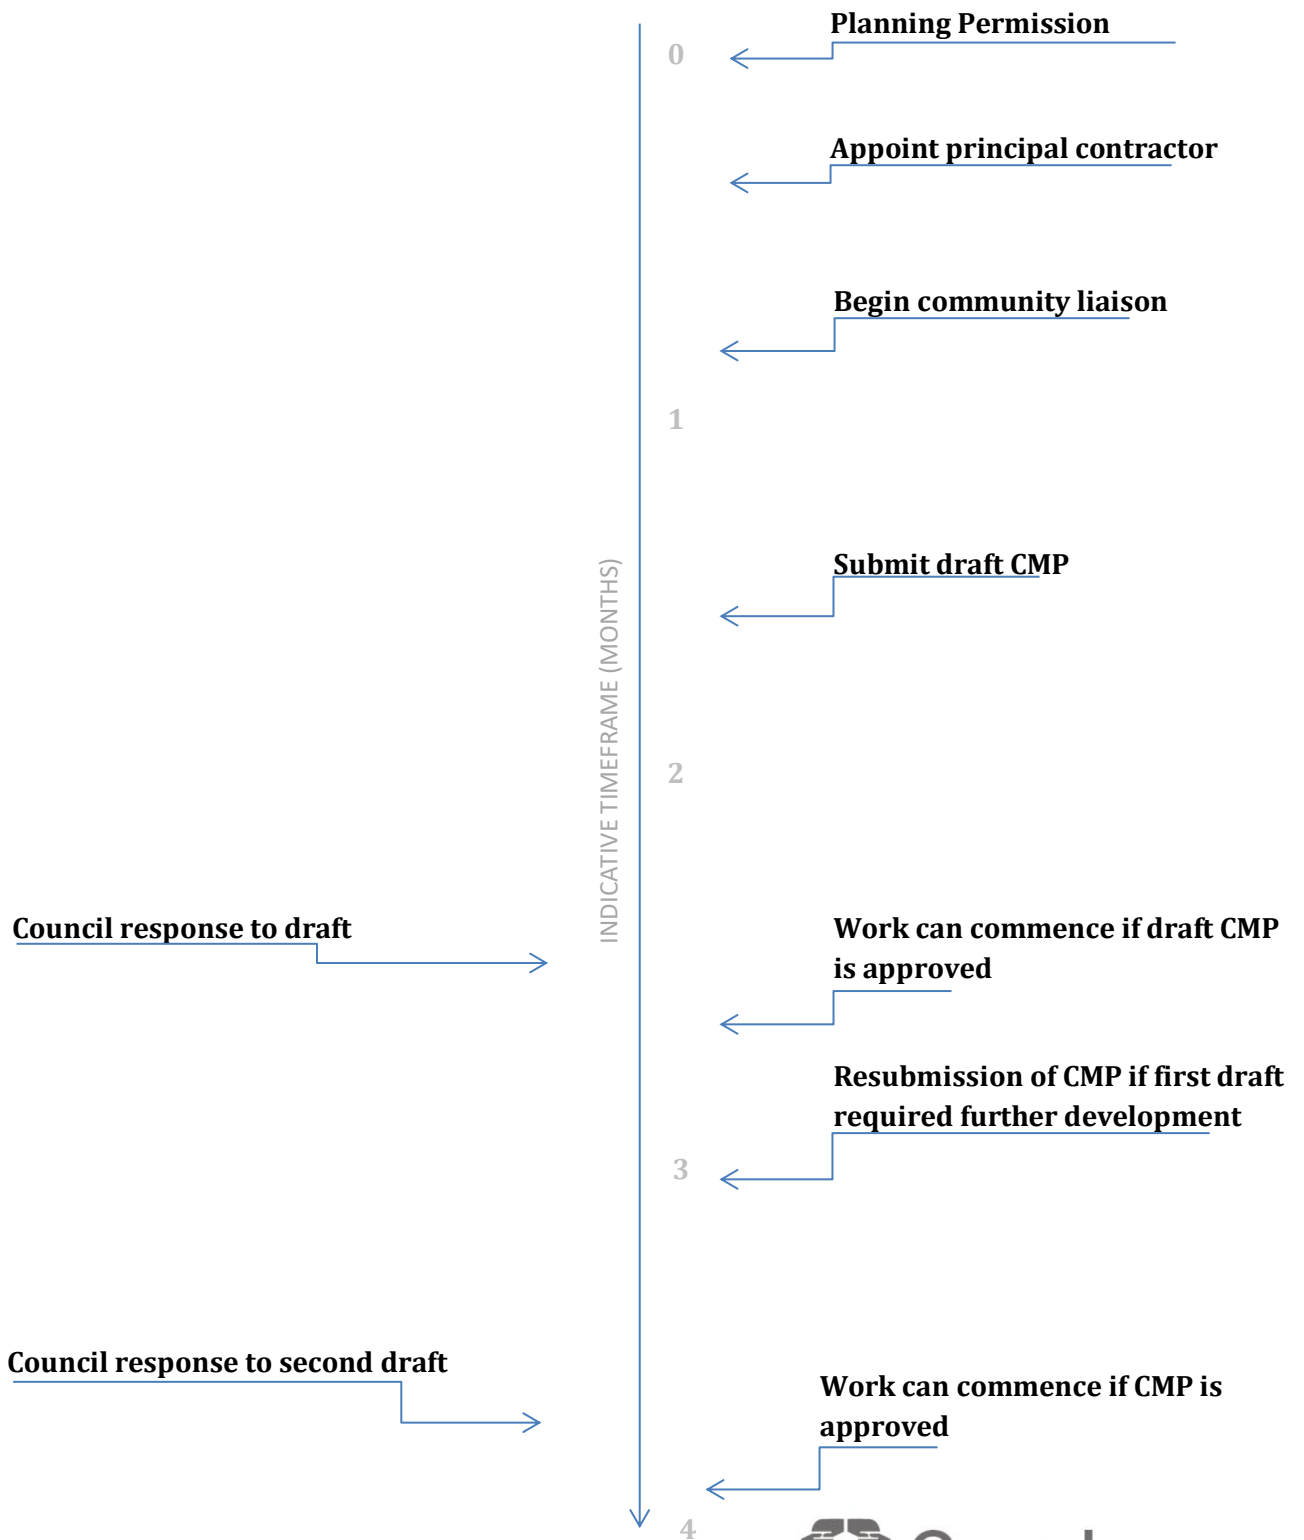 Planning Permission
0
Appoint principal contractor
Begin community liaison
1
Submit draft CMP
INDICATIVE TIMEFRAME (MONTHS)
2
Council response to draft
Work can commence if draft CMP
is approved
Resubmission of CMP if first draft
required further development
3
Council response to second draft
Work can commence if CMP is
approved
4